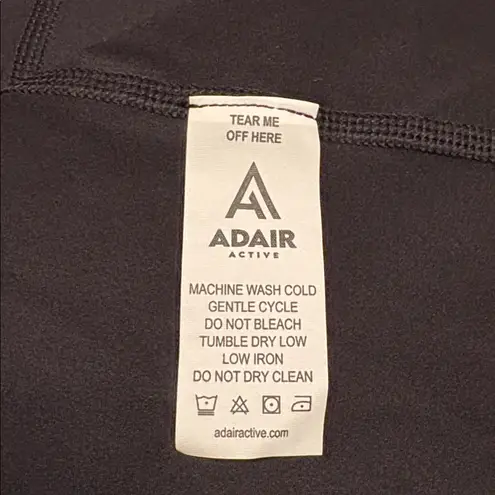 TEAR ME
OFF HERE
ADAIR
ACTIVE
MACHINE WASH COLD
GENTLE CYCLE
DO NOT BLEACH
TUMBLE DRY LOW
LOW IRON
DO NOT DRY CLEAN
adairactive.com